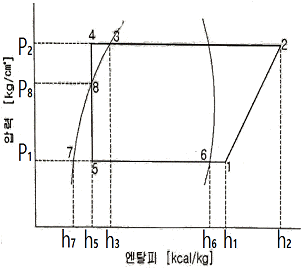 4 3 2
P₂
P₈ 8
압력 [kg/cm²]
P₁ 7 5 6 1
h₇ h₅ h₃ h₆ h₁ h₂
엔탈피 [kcal/kg]